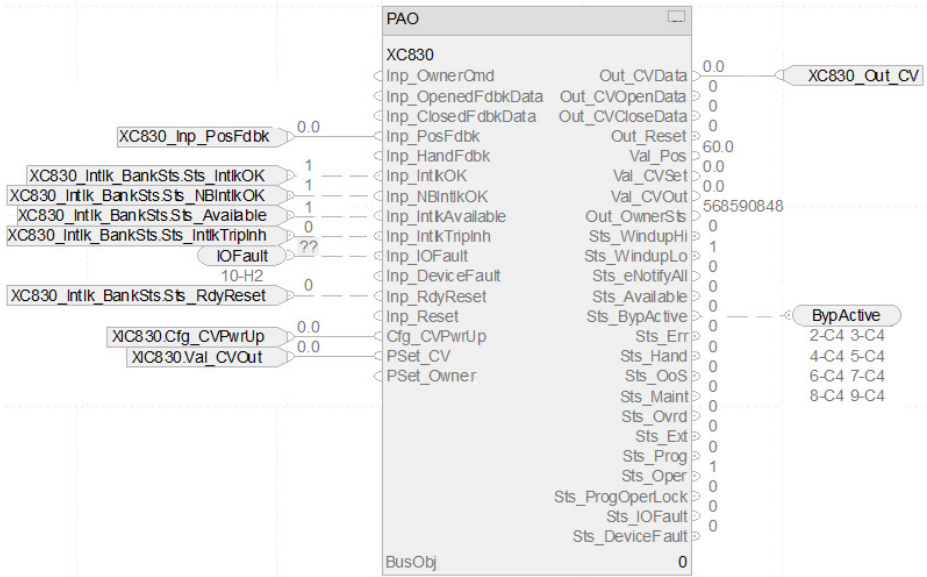 PAO
XC830
Inp_OwnerCmd Out_CVData 0.0 XC830_Out_CV
Inp_OpenedFdbkData Out_CVOpenData 0
Inp_ClosedFdbkData Out_CVCloseData 0
XC830_Inp_PosFdbk 0.0 Inp_PosFdbk Out_Reset 0
Inp_HandFdbk Val_Pos 60.0
XC830_Intlk_BankSts.Sts_IntlkOK 1 Inp_IntlkOK Val_CVSet 0.0
XC830_Intlk_BankSts.Sts_NBIntlkOK 1 Inp_NBIntlkOK Val_CVOut 0.0
XC830_Intlk_BankSts.Sts_Available 1 Inp_IntlkAvailable Out_OwnerSts 568590848
XC830_Intlk_BankSts.Sts_IntlkTripInh 0 Inp_IntlkTripInh Sts_WindupHi 0
IOFault ?? Inp_IOFault Sts_WindupLo 1
10-H2 Inp_DeviceFault Sts_eNotifyAll 0
XC830_Intlk_BankSts.Sts_RdyReset 0 Inp_RdyReset Sts_Available 0
Inp_Reset Sts_BypActive 0 BypActive
XIC830.Cfg_CVPwrUp 0.0 Cfg_CVPwrUp Sts_Err 0 2-C4 3-C4
XIC830.Val_CVOut 0.0 PSet_CV Sts_Hand 0 4-C4 5-C4
PSet_Owner Sts_OoS 0 6-C4 7-C4
Sts_Maint 0 8-C4 9-C4
Sts_Ovrd 0
Sts_Ext 0
Sts_Prog 0
Sts_Oper 1
Sts_ProgOperLock 0
Sts_IOFault 0
Sts_DeviceFault 0
BusObj 0